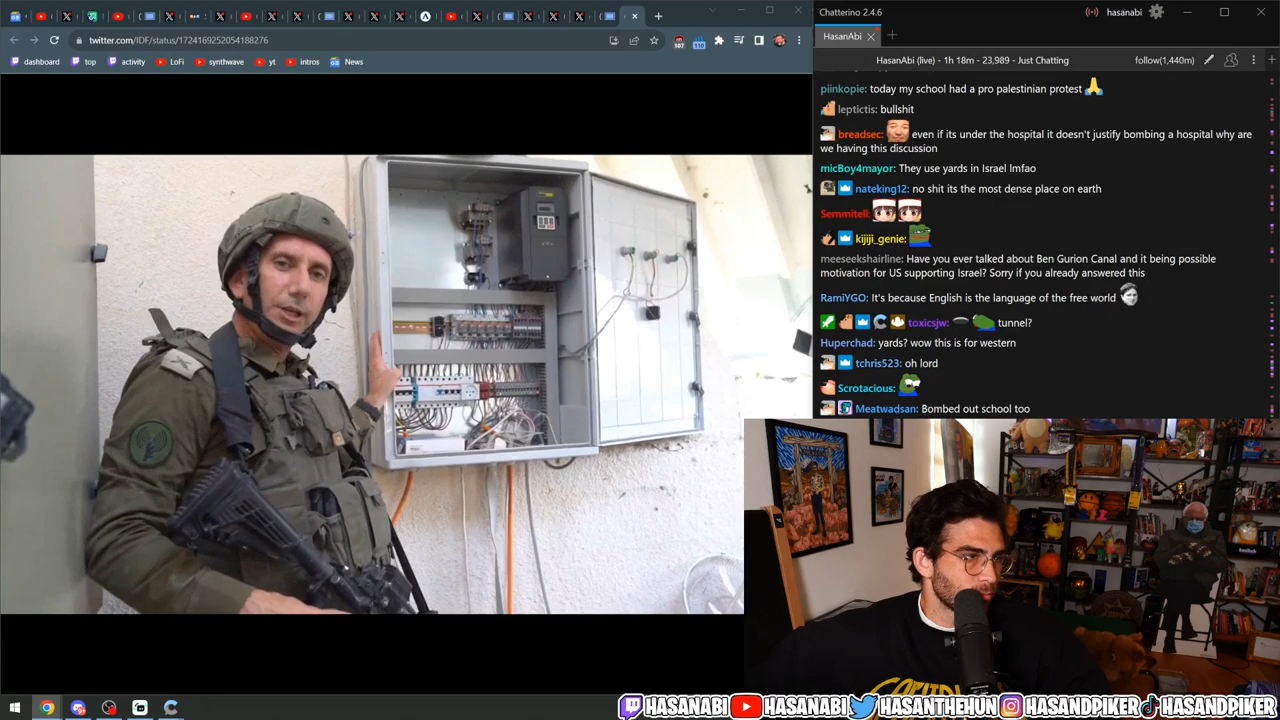 Chatterino 2.4.6
hasanabi
twitter.com/IDF/status/1724169252054188276
107
110
HasanAbi
dashboard
top
activity
LoFi
synthwave
yt
intros
News
HasanAbi (live) - 1h 18m - 23,989 - Just Chatting
follow(1,440m)
piinkopie: today my school had a pro palestinian protest
leptictis: bullshit
breadsec: even if its under the hospital it doesn't justify bombing a hospital why are
we having this discussion
micBoy4mayor: They use yards in Israel lmfao
nateking12: no shit its the most dense place on earth
Semmitell:
kijiji_genie:
meeseekshairline: Have you ever talked about Ben Gurion Canal and it being possible
motivation for US supporting Israel? Sorry if you already answered this
RamiYGO: It's because English is the language of the free world
toxicsjw: tunnel?
Huperchad: yards? wow this is for western
tchris523: oh lord
Scrotacious:
Meatwadsan: Bombed out school too
HASANABI
HASANABI
HASANTHEHUN
HASANDPIKER
HASANDPIKER